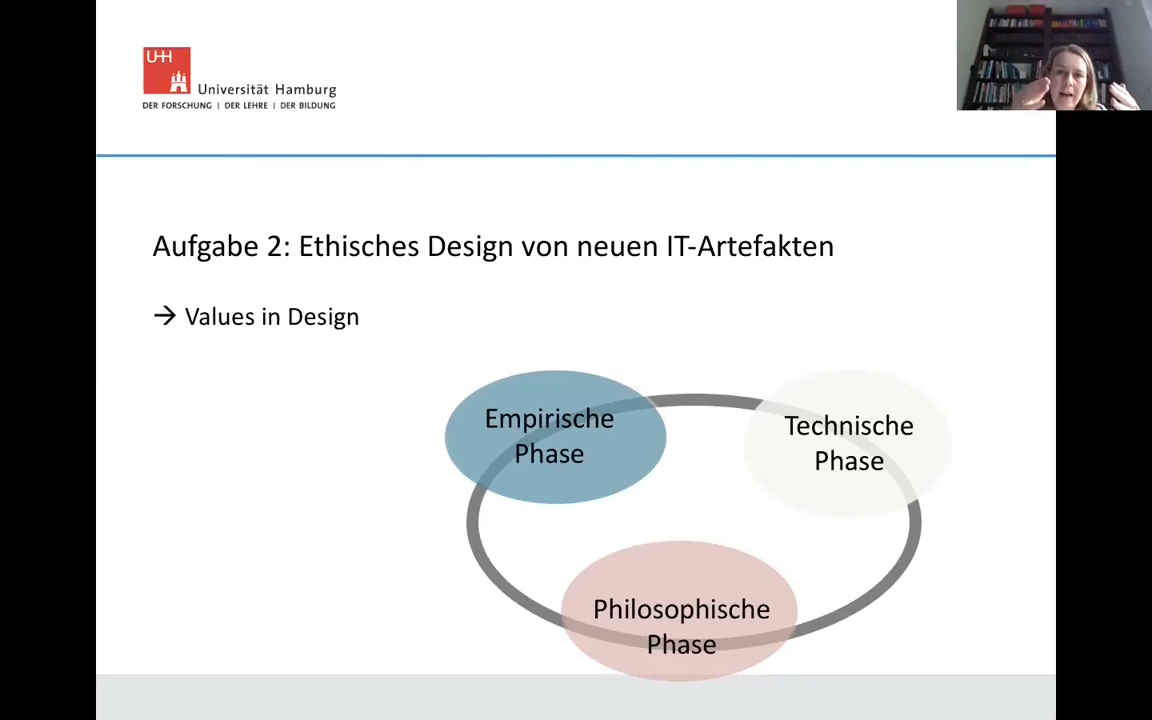 UHH
Universität Hamburg
DER FORSCHUNG | DER LEHRE | DER BILDUNG
Aufgabe 2: Ethisches Design von neuen IT-Artefakten
→ Values in Design
Empirische
Phase
Technische
Phase
Philosophische
Phase